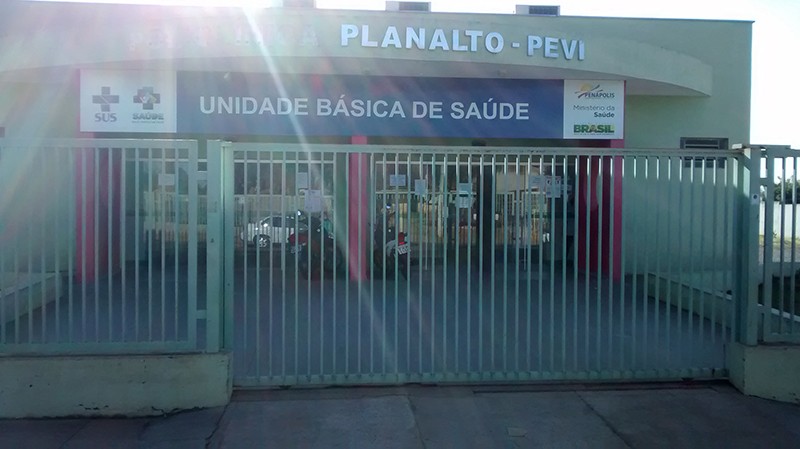 PLANALTO - PEVI
UNIDADE BÁSICA DE SAÚDE
SUS
SAÚDE
PENÁPOLIS
Ministério da
Saúde
BRASIL